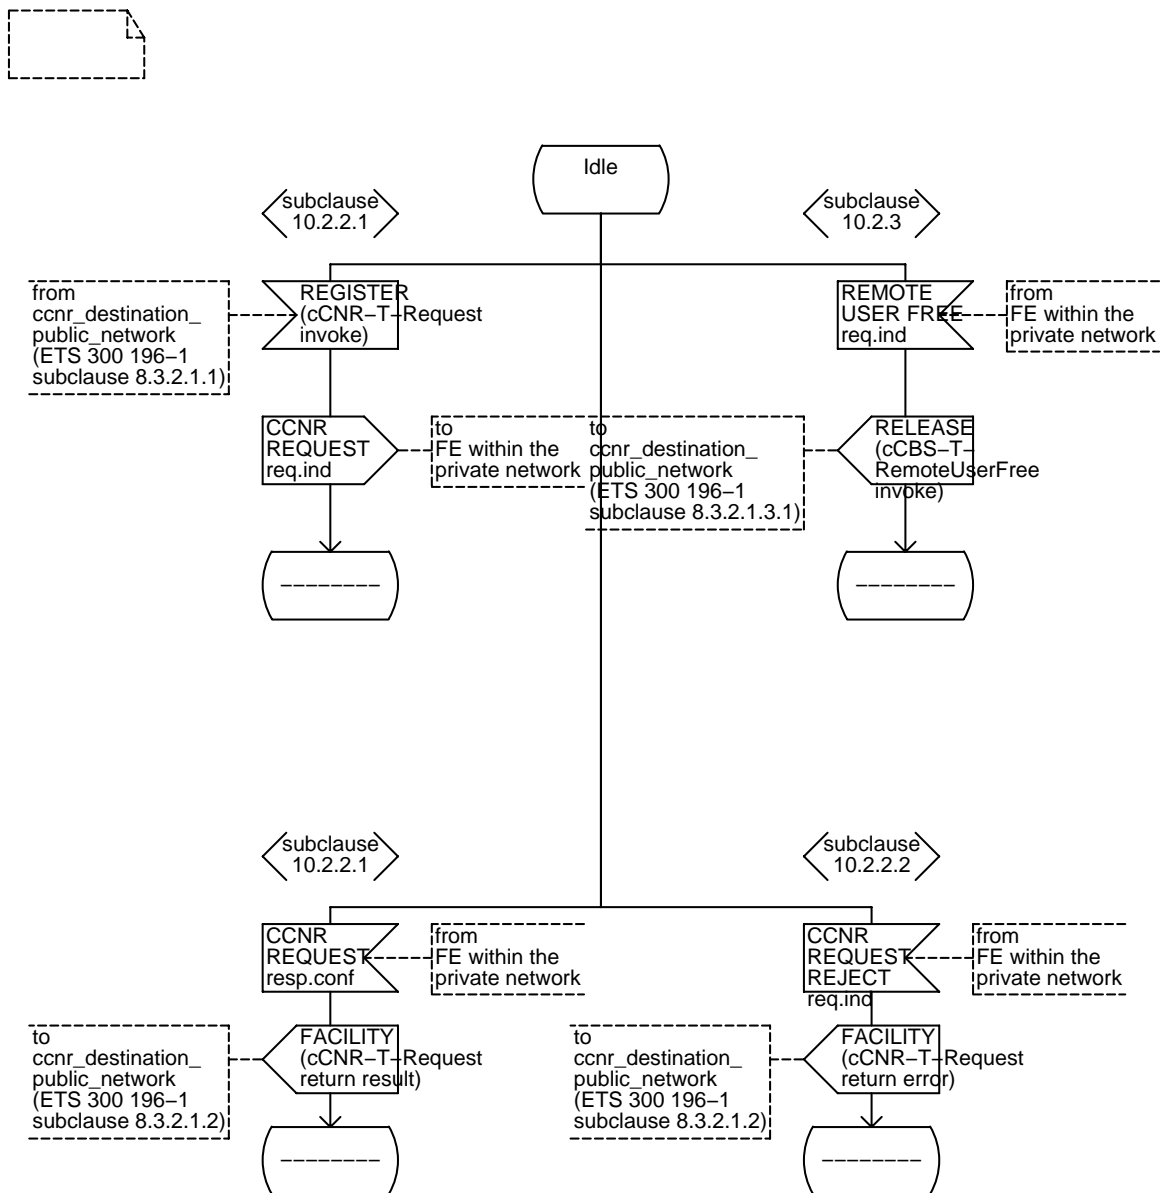 Idle
subclause
10.2.2.1
subclause
10.2.3
from
ccnr_destination_
public_network
(ETS 300 196–1
subclause 8.3.2.1.1)
REGISTER
(cCNR–T–Request
invoke)
REMOTE
USER FREE
req.ind
from
FE within the
private network
CCNR
REQUEST
req.ind
to
FE within the
private network
to
ccnr_destination_
public_network
(ETS 300 196–1
subclause 8.3.2.1.3.1)
RELEASE
(cCBS–T–
RemoteUserFree
invoke)
––––––––
––––––––
subclause
10.2.2.1
subclause
10.2.2.2
CCNR
REQUEST
resp.conf
from
FE within the
private network
CCNR
REQUEST
REJECT
req.ind
from
FE within the
private network
to
ccnr_destination_
public_network
(ETS 300 196–1
subclause 8.3.2.1.2)
FACILITY
(cCNR–T–Request
return result)
to
ccnr_destination_
public_network
(ETS 300 196–1
subclause 8.3.2.1.2)
FACILITY
(cCNR–T–Request
return error)
––––––––
––––––––